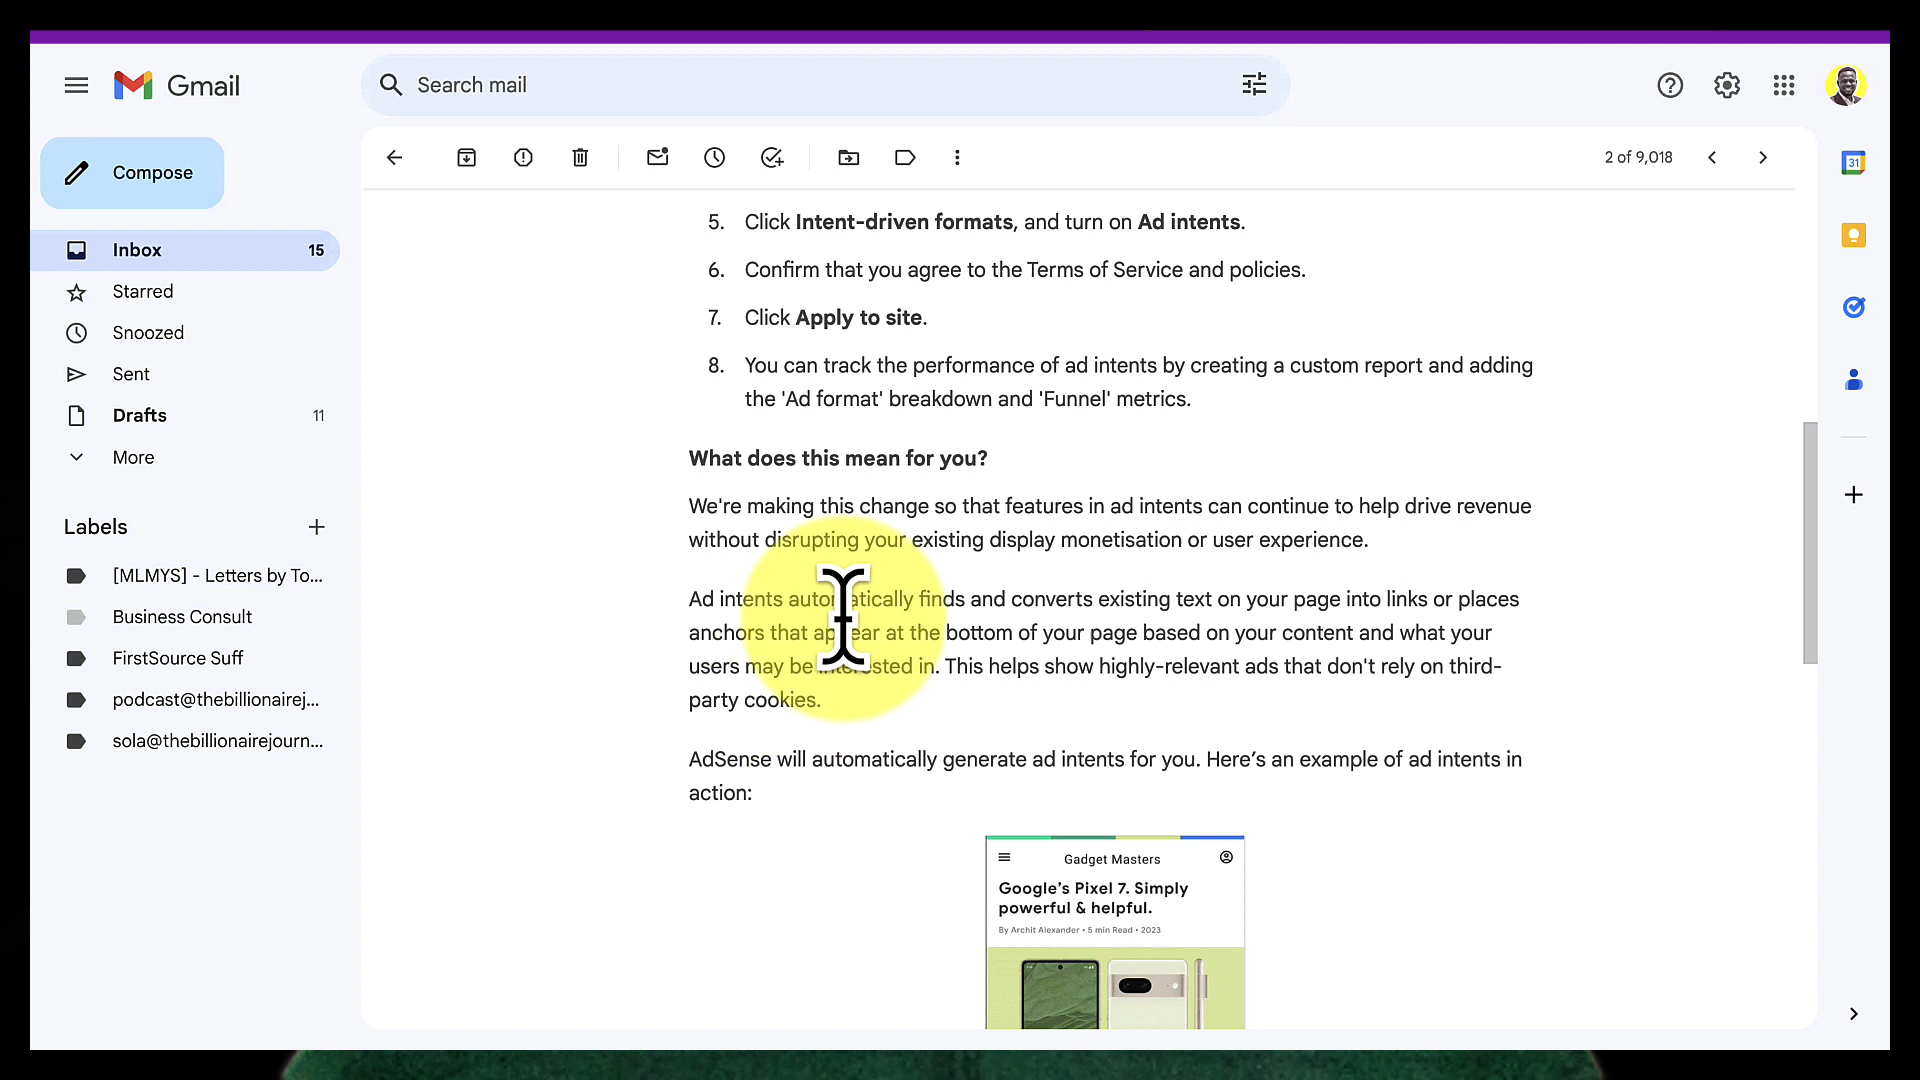 Gmail
Search mail
Compose
2 of 9,018
31
Inbox 15
Starred
Snoozed
Sent
Drafts 11
More
Labels
[MLMYS] - Letters by To...
Business Consult
FirstSource Suff
podcast@thebillionairej...
sola@thebillionairejourn...
5. Click Intent-driven formats, and turn on Ad intents.
6. Confirm that you agree to the Terms of Service and policies.
7. Click Apply to site.
8. You can track the performance of ad intents by creating a custom report and adding
the 'Ad format' breakdown and 'Funnel' metrics.
What does this mean for you?
We're making this change so that features in ad intents can continue to help drive revenue
without disrupting your existing display monetisation or user experience.
Ad intents automatically finds and converts existing text on your page into links or places
anchors that appear at the bottom of your page based on your content and what your
users may be interested in. This helps show highly-relevant ads that don't rely on third-
party cookies.
AdSense will automatically generate ad intents for you. Here’s an example of ad intents in
action:
Gadget Masters
Google’s Pixel 7. Simply
powerful & helpful.
By Archit Alexander • 5 min Read • 2023